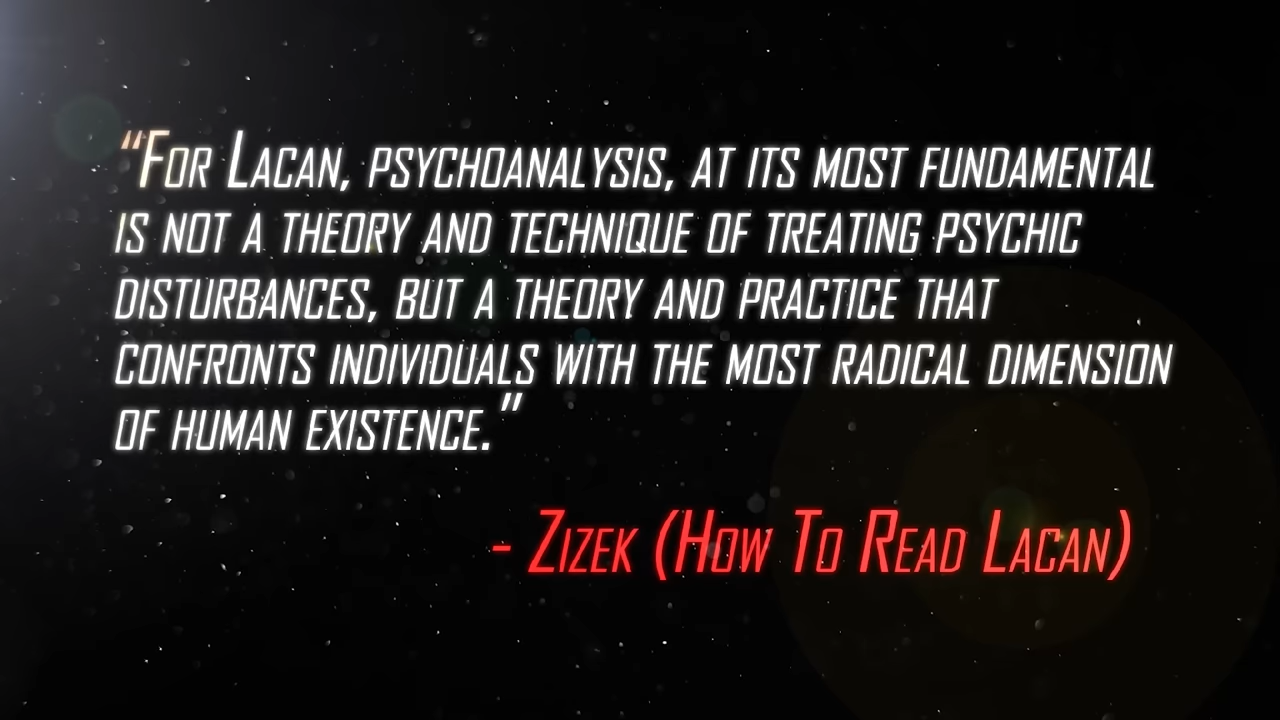 “For Lacan, psychoanalysis, at its most fundamental
is not a theory and technique of treating psychic
disturbances, but a theory and practice that
confronts individuals with the most radical dimension
of human existence.”
- Zizek (How To Read Lacan)